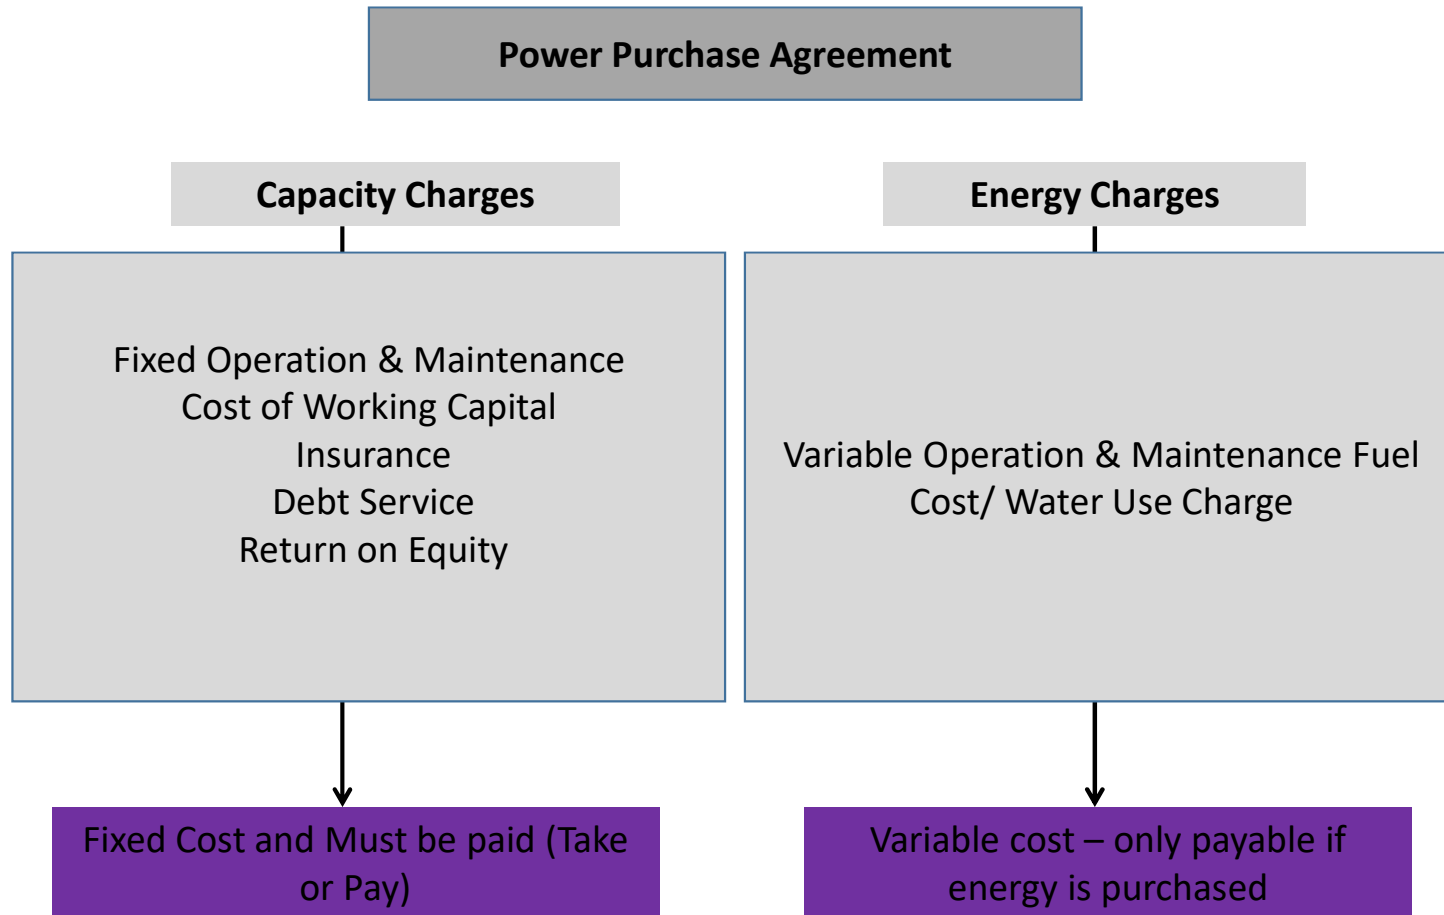 Power Purchase Agreement
Capacity Charges
Energy Charges
Fixed Operation & Maintenance
Cost of Working Capital
Insurance
Debt Service
Return on Equity
Variable Operation & Maintenance Fuel
Cost/ Water Use Charge
Fixed Cost and Must be paid (Take
or Pay)
Variable cost – only payable if
energy is purchased